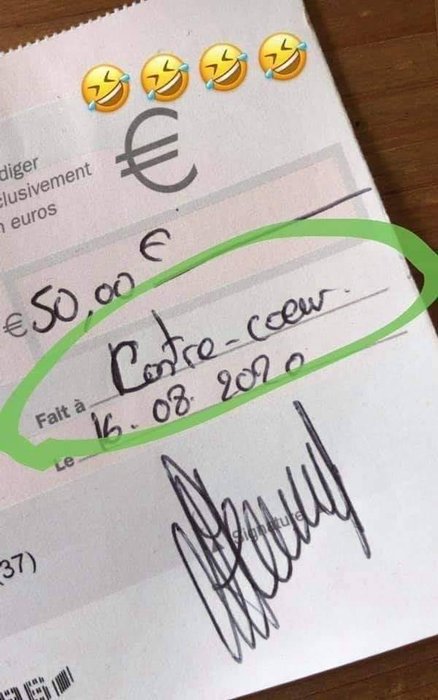 diger
clusivement
n euros
€
€50,00 €
Fait à Contre-coeur.
Le 16.08.2020
Signature
37)